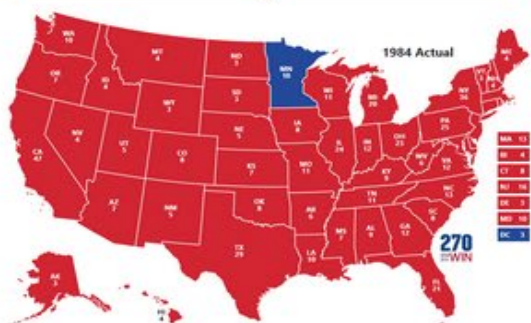 1984 Actual
WA
10
OR
7
CA
47
NV
4
ID
4
MT
4
WY
3
UT
5
AZ
7
CO
8
NM
5
ND
3
SD
3
NE
5
KS
7
OK
8
TX
29
MN
10
IA
8
MO
11
AR
6
LA
10
WI
11
IL
24
MI
20
IN
12
OH
23
KY
9
TN
11
MS
7
AL
9
GA
12
FL
21
SC
8
NC
13
VA
12
WV
6
PA
25
NY
36
VT
3
NH
4
ME
4
MA 13
RI 4
CT 8
NJ 16
DE 3
MD 10
DC 3
AK
3
HI
4
270
WIN